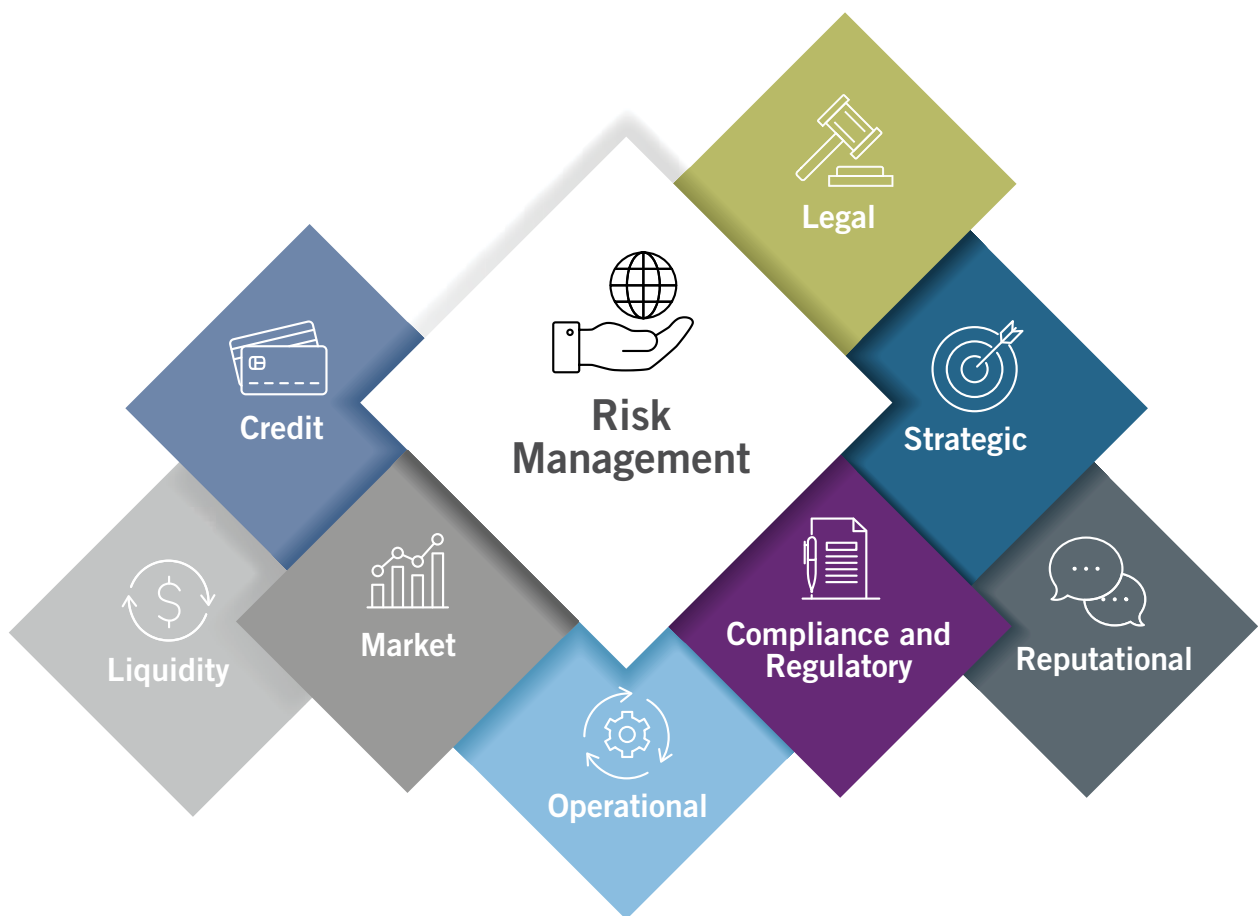 Legal
Risk
Management
Credit
Strategic
Market
Compliance and
Regulatory
Liquidity
Reputational
Operational